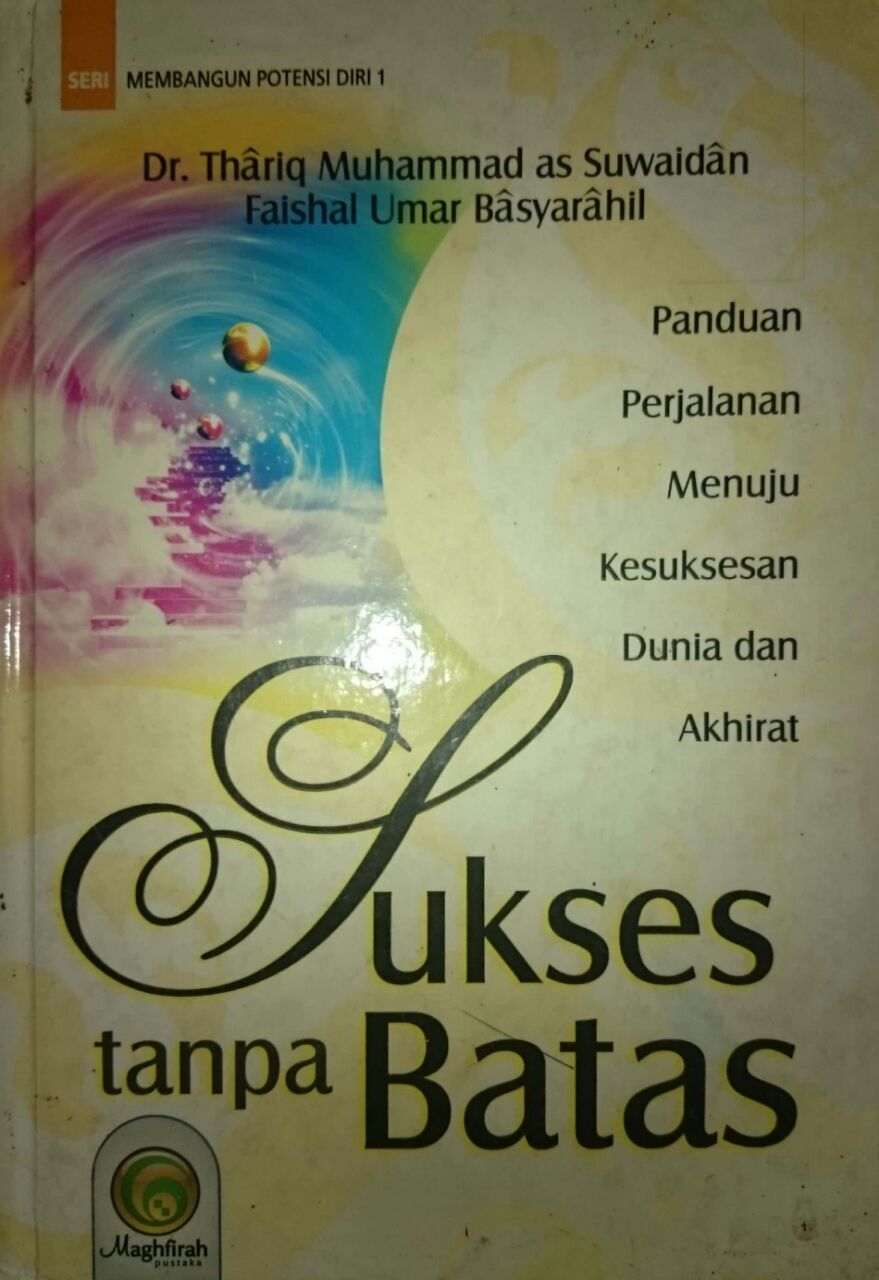 SERI MEMBANGUN POTENSI DIRI 1
Dr. Thâriq Muhammad as Suwaidân
Faishal Umar Bâsyarâhil
Panduan
Perjalanan
Menuju
Kesuksesan
Dunia dan
Akhirat
Sukses
tanpa Batas
Maghfirah
pustaka